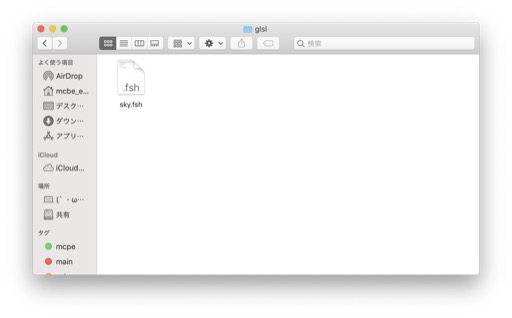 glsl
検索
よく使う項目
AirDrop
mcbe_e...
デスク…
ダウン…
アプリ…
iCloud
iCloud...
場所
(´・ω…
共有
タグ
mcpe
main
.fsh
sky.fsh